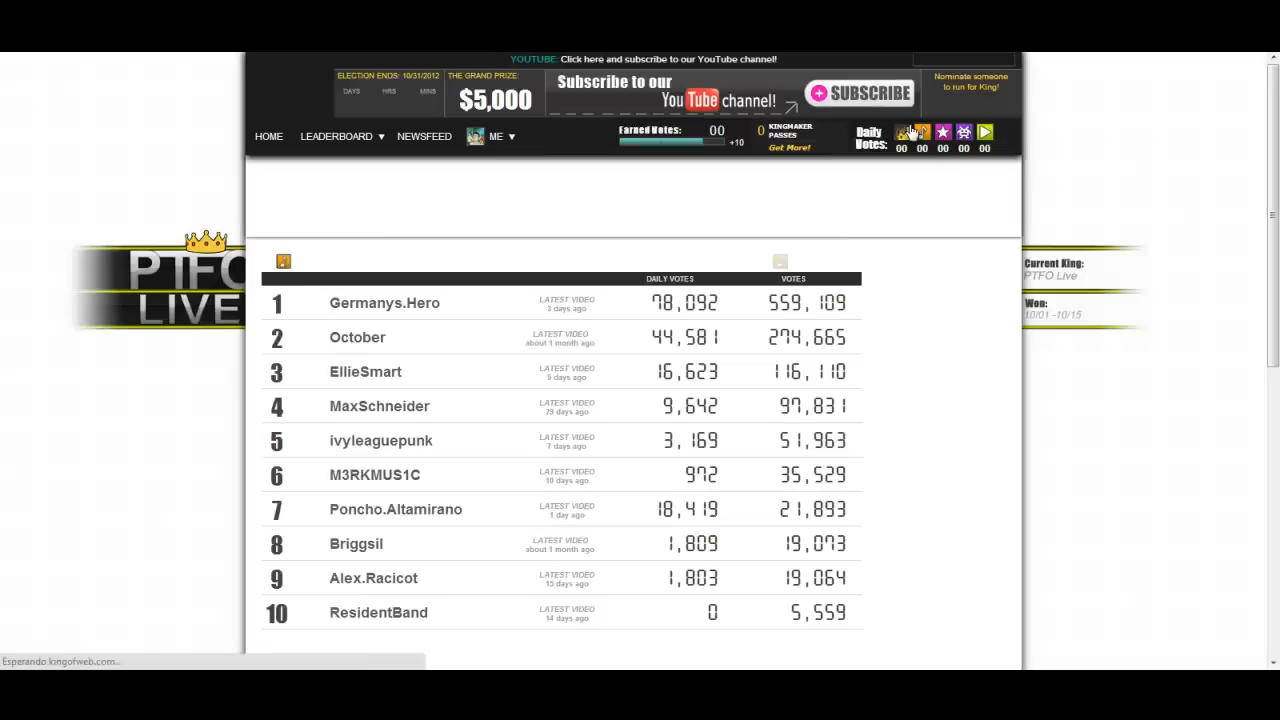 YOUTUBE: Click here and subscribe to our YouTube channel!
ELECTION ENDS: 10/31/2012
DAYS HRS MINS
THE GRAND PRIZE:
$5,000
Subscribe to our
YouTube channel!
SUBSCRIBE
Nominate someone
to run for King!
HOME LEADERBOARD NEWSFEED ME
Earned Votes: 00
+10
0 KINGMAKER
PASSES
Get More!
Daily
Votes:
00 00 00 00 00
PTFO
LIVE
Current King:
PTFO Live
Won:
10/01 -10/15
DAILY VOTES VOTES
1 Germanys.Hero LATEST VIDEO 3 days ago 78,092 559,109
2 October LATEST VIDEO about 1 month ago 44,581 274,665
3 EllieSmart LATEST VIDEO 5 days ago 16,623 116,110
4 MaxSchneider LATEST VIDEO 29 days ago 9,642 97,831
5 ivyleaguepunk LATEST VIDEO 7 days ago 3,169 51,963
6 M3RKMUS1C LATEST VIDEO 10 days ago 972 35,529
7 Poncho.Altamirano LATEST VIDEO 1 day ago 18,419 21,893
8 Briggsil LATEST VIDEO about 1 month ago 1,809 19,073
9 Alex.Racicot LATEST VIDEO 15 days ago 1,803 19,064
10 ResidentBand LATEST VIDEO 14 days ago 0 5,559
Esperando kingofweb.com...